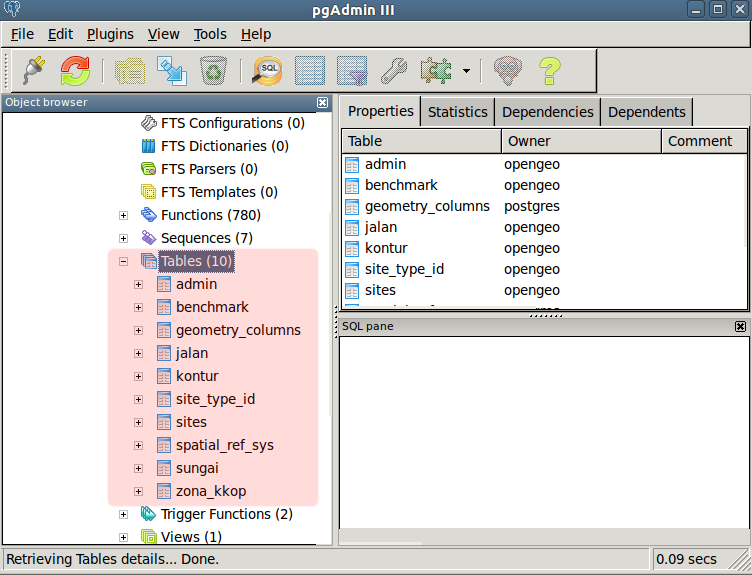 pgAdmin III
File Edit Plugins View Tools Help
SQL
Object browser
FTS Configurations (0)
FTS Dictionaries (0)
FTS Parsers (0)
FTS Templates (0)
Functions (780)
Sequences (7)
Tables (10)
admin
benchmark
geometry_columns
jalan
kontur
site_type_id
sites
spatial_ref_sys
sungai
zona_kkop
Trigger Functions (2)
Views (1)
Properties Statistics Dependencies Dependents
Table Owner Comment
admin opengeo
benchmark opengeo
geometry_columns postgres
jalan opengeo
kontur opengeo
site_type_id opengeo
sites opengeo
SQL pane
Retrieving Tables details... Done. 0.09 secs